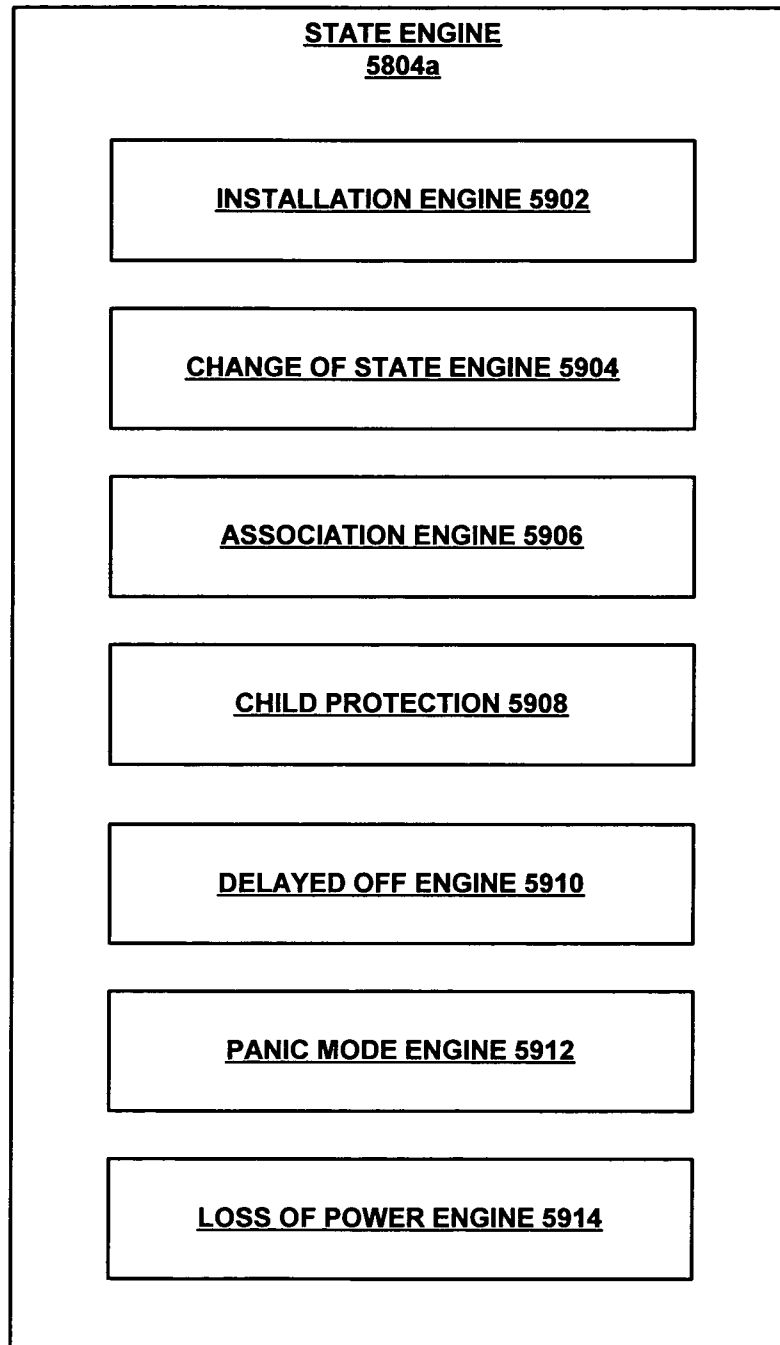 STATE ENGINE
5804a
INSTALLATION ENGINE 5902
CHANGE OF STATE ENGINE 5904
ASSOCIATION ENGINE 5906
CHILD PROTECTION 5908
DELAYED OFF ENGINE 5910
PANIC MODE ENGINE 5912
LOSS OF POWER ENGINE 5914